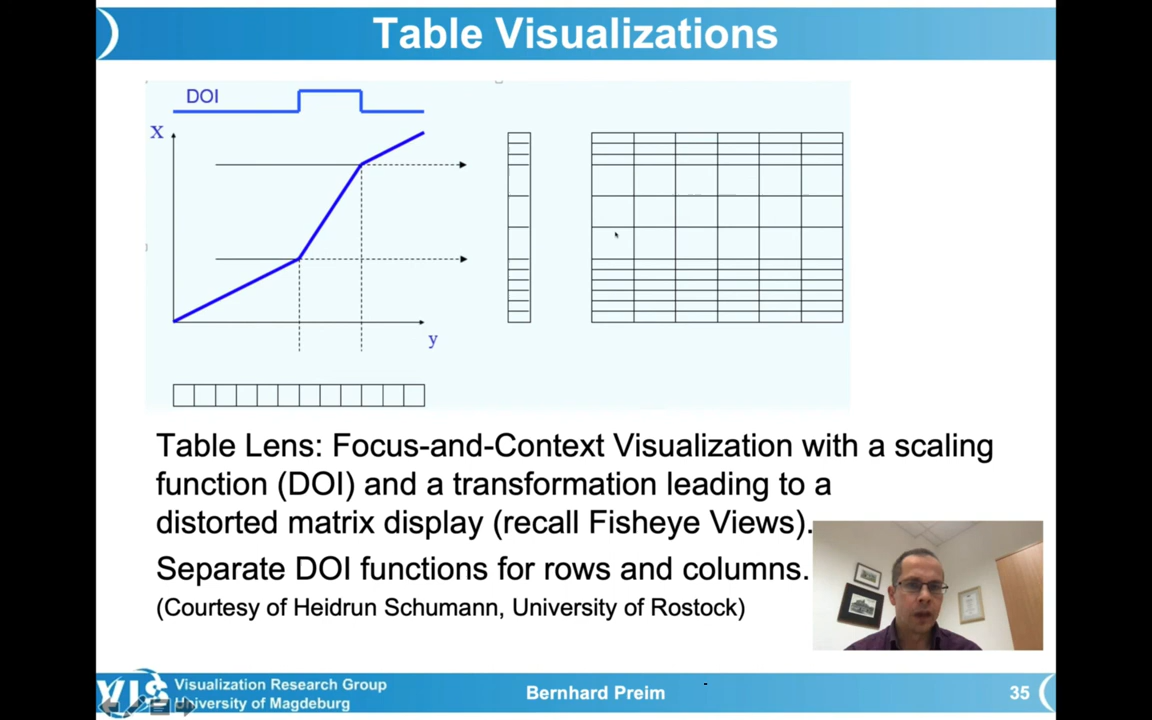 Table Visualizations
DOI
X
y
Table Lens: Focus-and-Context Visualization with a scaling
function (DOI) and a transformation leading to a
distorted matrix display (recall Fisheye Views).
Separate DOI functions for rows and columns.
(Courtesy of Heidrun Schumann, University of Rostock)
VIS
Visualization Research Group
University of Magdeburg
Bernhard Preim
35